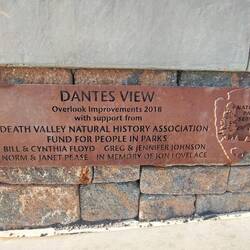 DANTES VIEW
Overlook Improvements 2018
with support from
DEATH VALLEY NATURAL HISTORY ASSOCIATION
FUND FOR PEOPLE IN PARKS
BILL & CYNTHIA FLOYD GREG & JENNIFER JOHNSON
NORM & JANET PEASE IN MEMORY OF JON LOVELACE